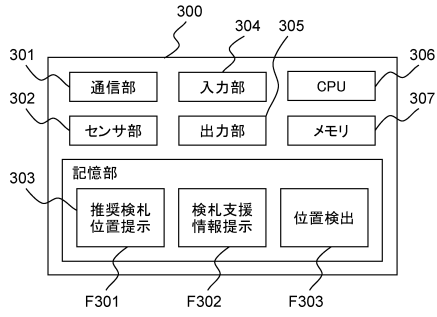 300
301
304
305
306
通信部
入力部
CPU
302
307
センサ部
出力部
メモリ
303
記憶部
推奨検札
位置提示
検札支援
情報提示
位置検出
F301
F302
F303